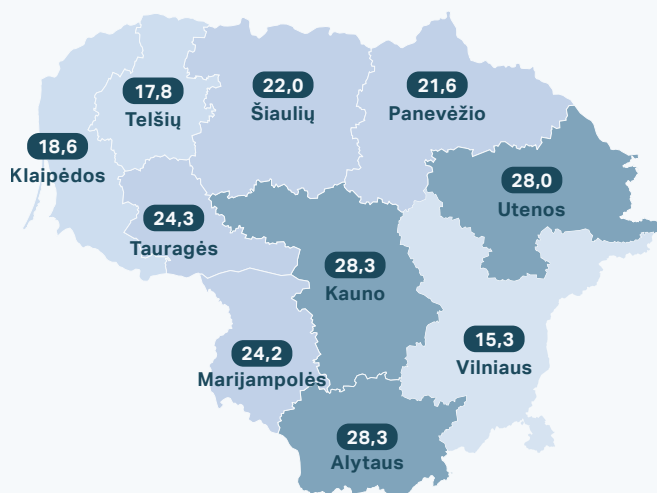 17,8
Telšių
22,0
Šiaulių
21,6
Panevėžio
18,6
Klaipėdos
28,0
Utenos
24,3
Tauragės
28,3
Kauno
15,3
Vilniaus
24,2
Marijampolės
28,3
Alytaus